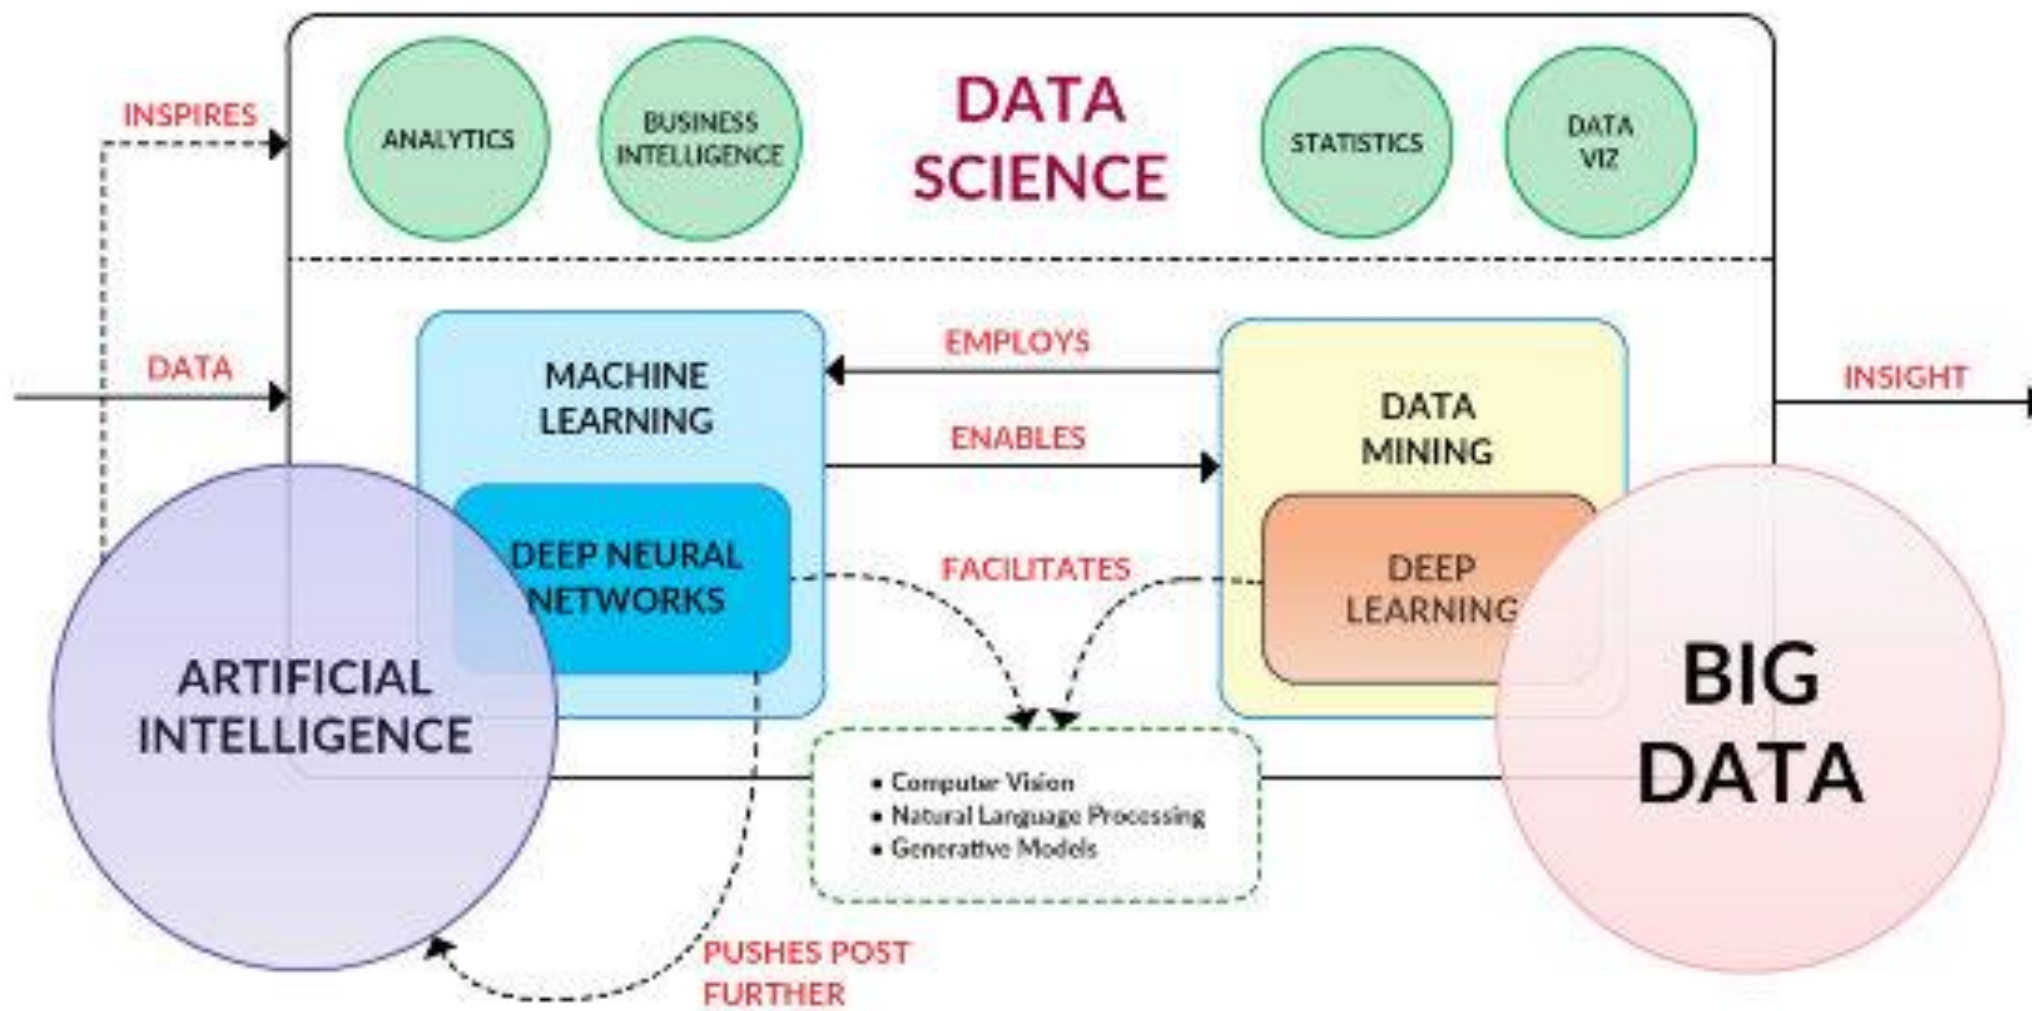 DATA
SCIENCE
ANALYTICS
BUSINESS
INTELLIGENCE
STATISTICS
DATA
VIZ
INSPIRES
DATA
INSIGHT
MACHINE
LEARNING
EMPLOYS
ENABLES
DATA
MINING
DEEP NEURAL
NETWORKS
FACILITATES
DEEP
LEARNING
ARTIFICIAL
INTELLIGENCE
BIG
DATA
• Computer Vision
• Natural Language Processing
• Generative Models
PUSHES POST
FURTHER